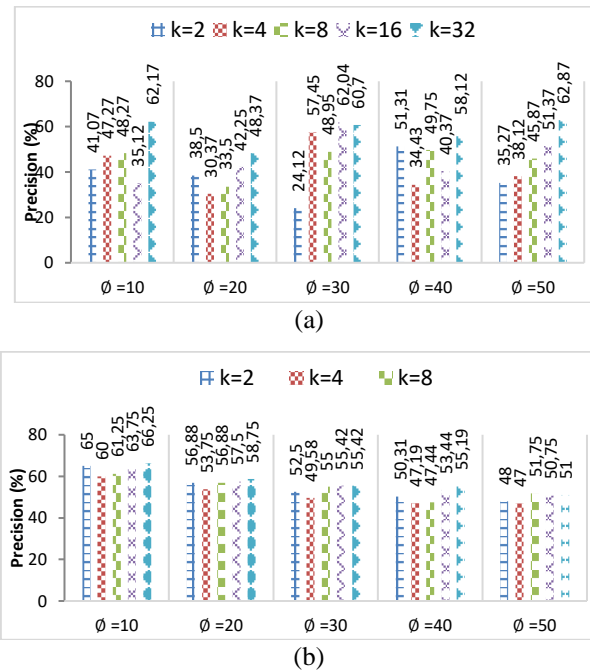 k=2 k=4 k=8 k=16 k=32
Precision (%)
80
60
40
20
0
41,07 47,27 48,27 35,12 62,17
38,5 30,37 33,5 42,25 48,37
24,12 57,45 48,95 62,04 60,7
51,31 34,43 49,75 40,37 58,12
35,27 38,12 45,87 51,37 62,87
Ø =10 Ø =20 Ø =30 Ø =40 Ø =50
(a)
k=2 k=4 k=8
Precision (%)
80
60
40
20
0
65 60 61,25 63,75 66,25
56,88 53,75 56,88 57,5 58,75
52,5 49,58 55 55,42 55,42
50,31 47,19 47,44 53,44 55,19
48 47 51,75 50,75 51
Ø =10 Ø =20 Ø =30 Ø =40 Ø =50
(b)